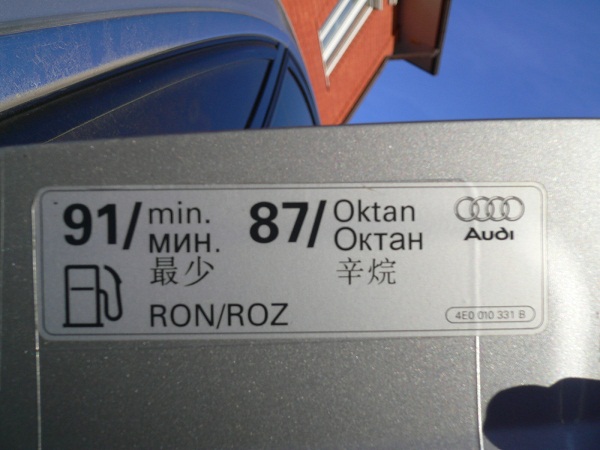 91/ min. 87/ Oktan
мин. Октан
最少 辛烷
RON/ROZ
Audi
4E0 010 331 B